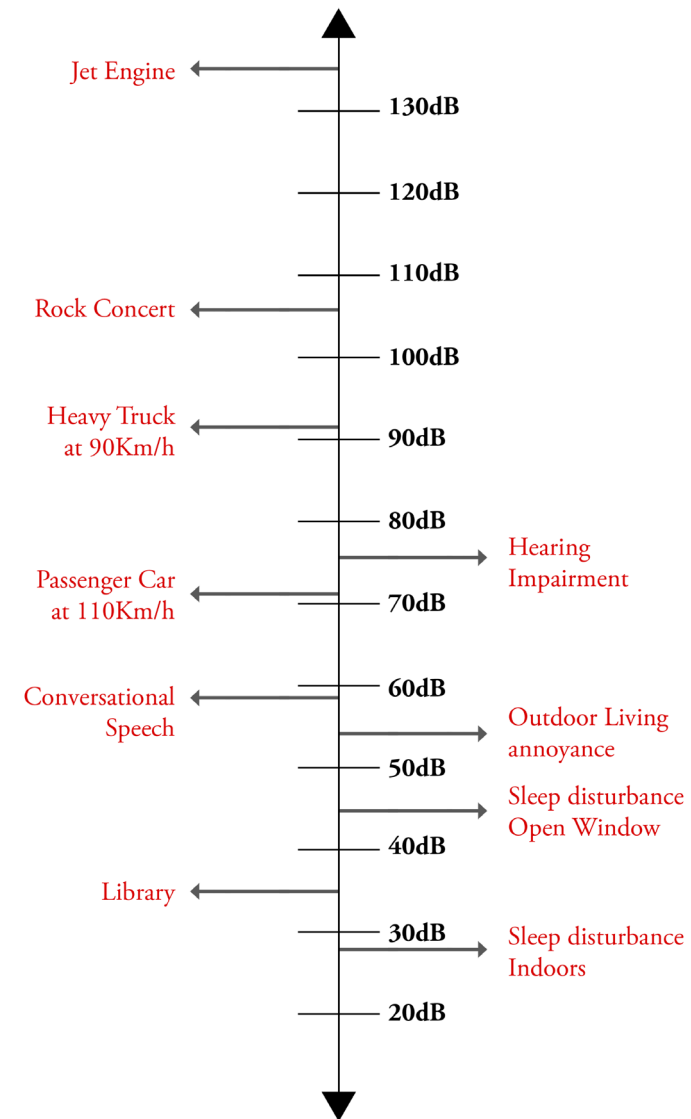 Jet Engine
130dB
120dB
110dB
Rock Concert
100dB
Heavy Truck
at 90Km/h
90dB
80dB
Hearing
Impairment
Passenger Car
at 110Km/h
70dB
60dB
Conversational
Speech
Outdoor Living
annoyance
50dB
Sleep disturbance
Open Window
40dB
Library
30dB
Sleep disturbance
Indoors
20dB